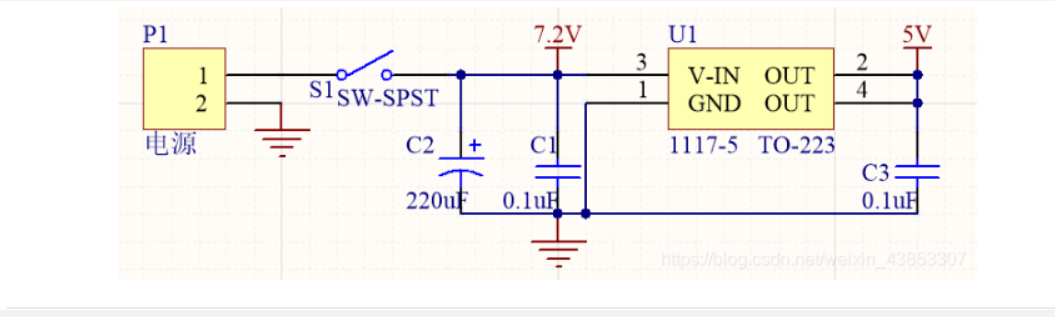 P1
7.2V
U1
5V
1
3
V-IN OUT
2
2
S1
SW-SPST
1
GND OUT
4
电源
C2
+
C1
1117-5 TO-223
C3
220uF
0.1uF
0.1uF
https://blog.csdn.net/weixin_43853307